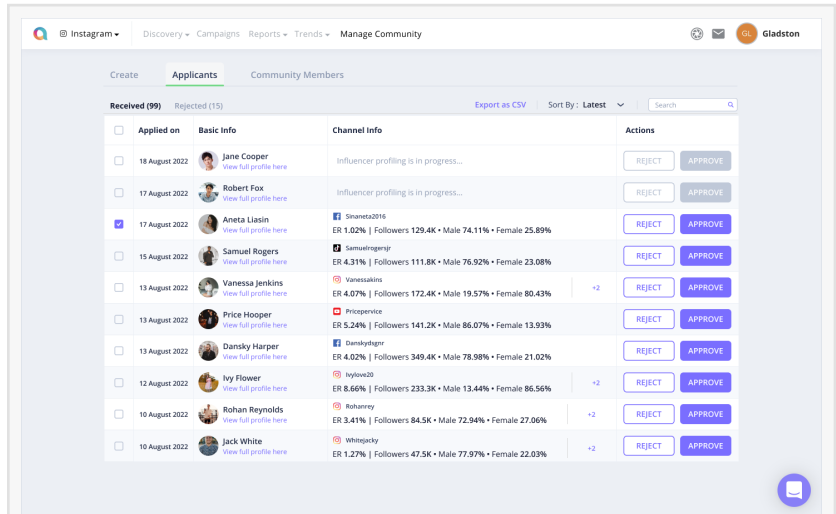 Instagram Discovery Campaigns Reports Trends Manage Community GL Gladston
Create Applicants Community Members
Received (99) Rejected (15) Export as CSV Sort By : Latest Search
Applied on Basic Info Channel Info Actions
18 August 2022 Jane Cooper Influencer profiling is in progress... REJECT APPROVE
View full profile here
17 August 2022 Robert Fox Influencer profiling is in progress... REJECT APPROVE
View full profile here
17 August 2022 Aneta Liasin Sinaneta2016 REJECT APPROVE
View full profile here ER 1.02% | Followers 129.4K • Male 74.11% • Female 25.89%
15 August 2022 Samuel Rogers Samuelrogersjr REJECT APPROVE
View full profile here ER 4.31% | Followers 111.8K • Male 76.92% • Female 23.08%
13 August 2022 Vanessa Jenkins Vanessakins +2 REJECT APPROVE
View full profile here ER 4.07% | Followers 172.4K • Male 19.57% • Female 80.43%
13 August 2022 Price Hooper Pricepervice REJECT APPROVE
View full profile here ER 5.24% | Followers 141.2K • Male 86.07% • Female 13.93%
13 August 2022 Dansky Harper Danskydsgnr REJECT APPROVE
View full profile here ER 4.02% | Followers 349.4K • Male 78.98% • Female 21.02%
12 August 2022 Ivy Flower Ivylove20 +2 REJECT APPROVE
View full profile here ER 8.66% | Followers 233.3K • Male 13.44% • Female 86.56%
10 August 2022 Rohan Reynolds Rohanrey +2 REJECT APPROVE
View full profile here ER 3.41% | Followers 84.5K • Male 72.94% • Female 27.06%
10 August 2022 Jack White Whitejacky +2 REJECT APPROVE
View full profile here ER 1.27% | Followers 47.5K • Male 77.97% • Female 22.03%